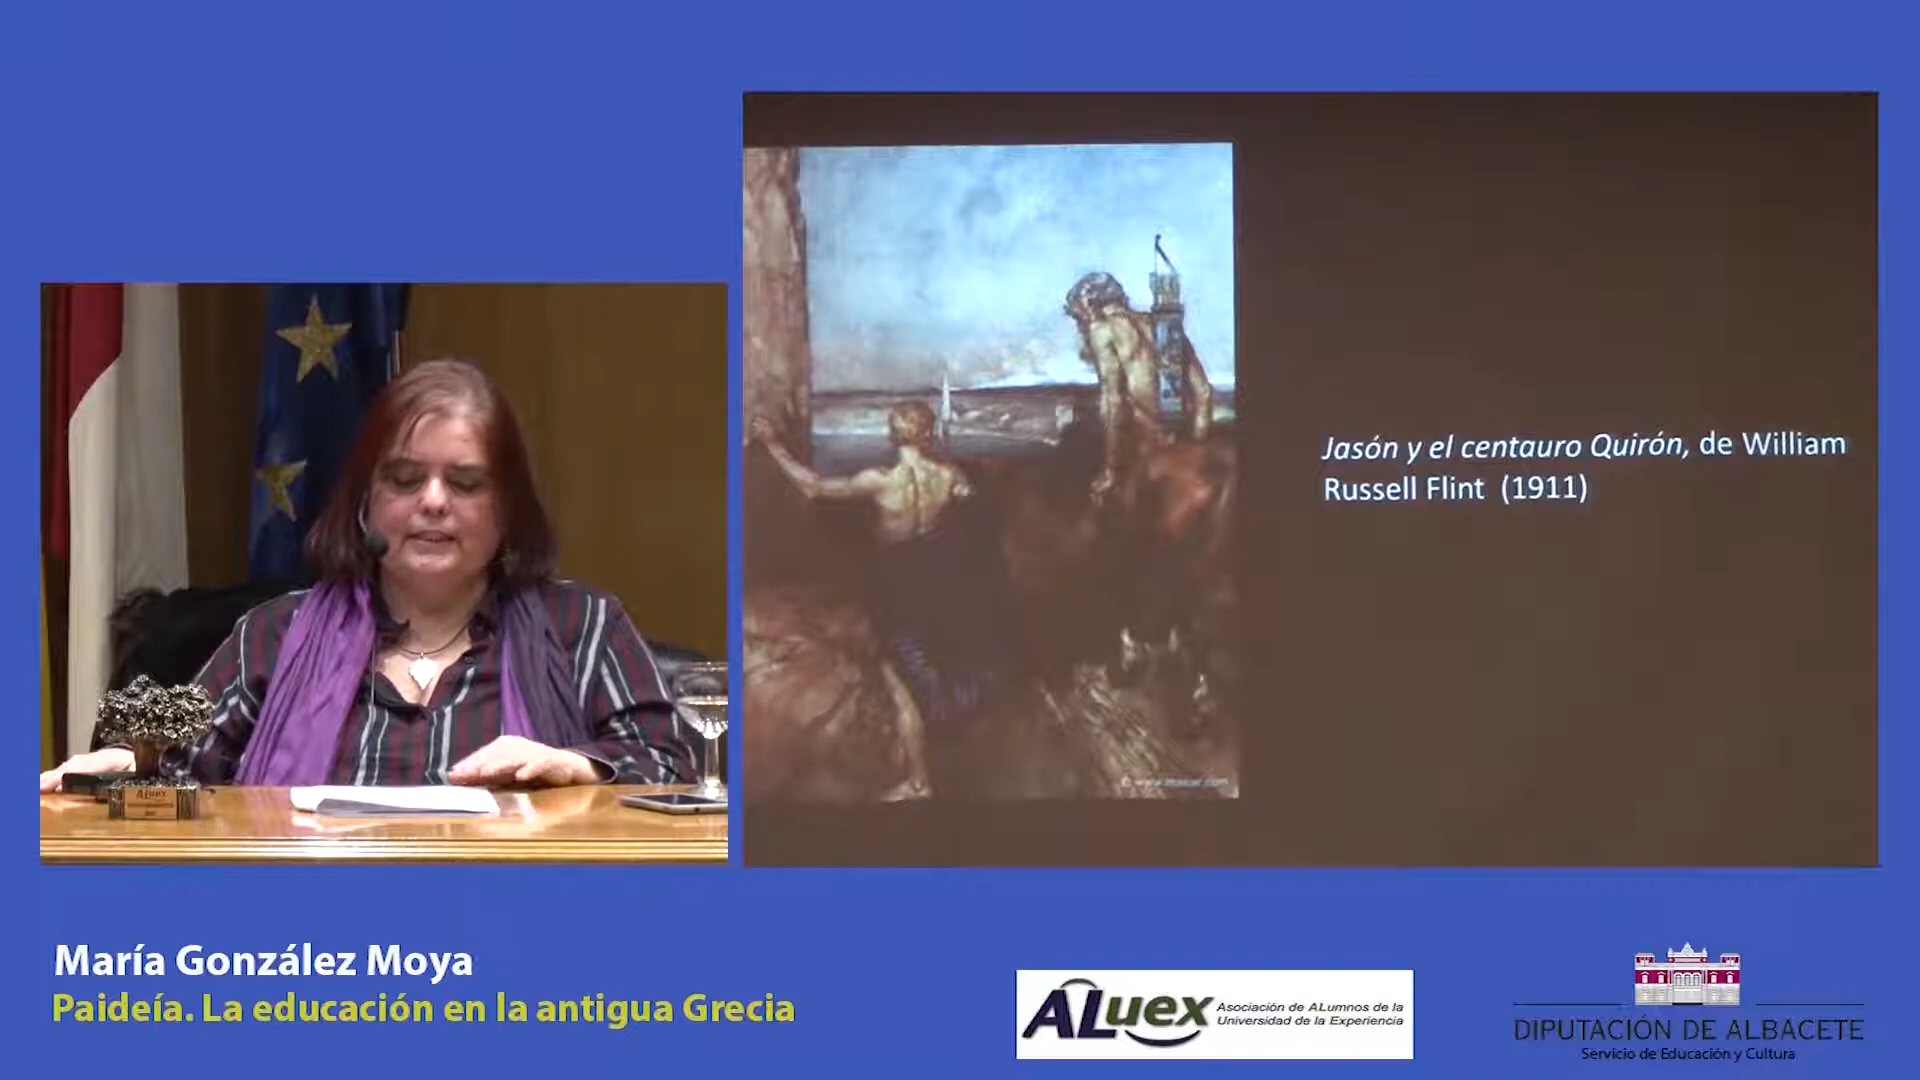 Jasón y el centauro Quirón, de William
Russell Flint (1911)
ALuex
María González Moya
Paideía. La educación en la antigua Grecia
ALuex
Asociación de ALumnos de la
Universidad de la Experiencia
DIPUTACIÓN DE ALBACETE
Servicio de Educación y Cultura